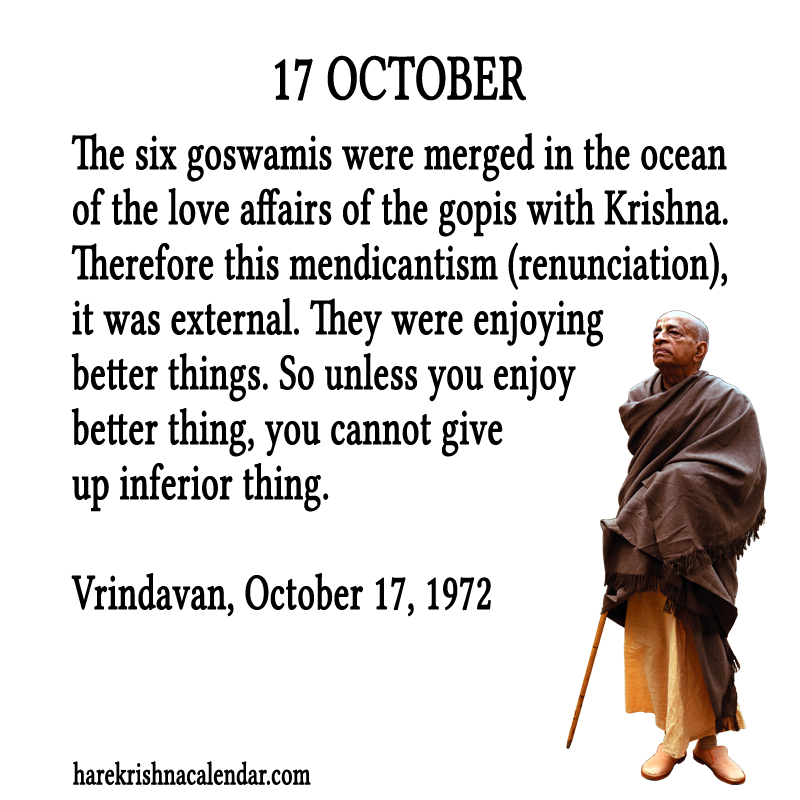 17 OCTOBER
The six goswamis were merged in the ocean
of the love affairs of the gopis with Krishna.
Therefore this mendicantism (renunciation),
it was external. They were enjoying
better things. So unless you enjoy
better thing, you cannot give
up inferior thing.
Vrindavan, October 17, 1972
harekrishnacalendar.com